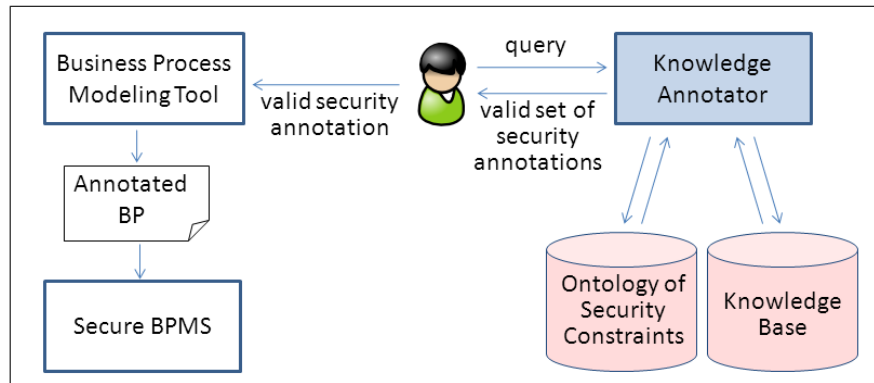 Business Process
Modeling Tool
valid security
annotation
query
valid set of
security
annotations
Knowledge
Annotator
Annotated
BP
Secure BPMS
Ontology of
Security
Constraints
Knowledge
Base